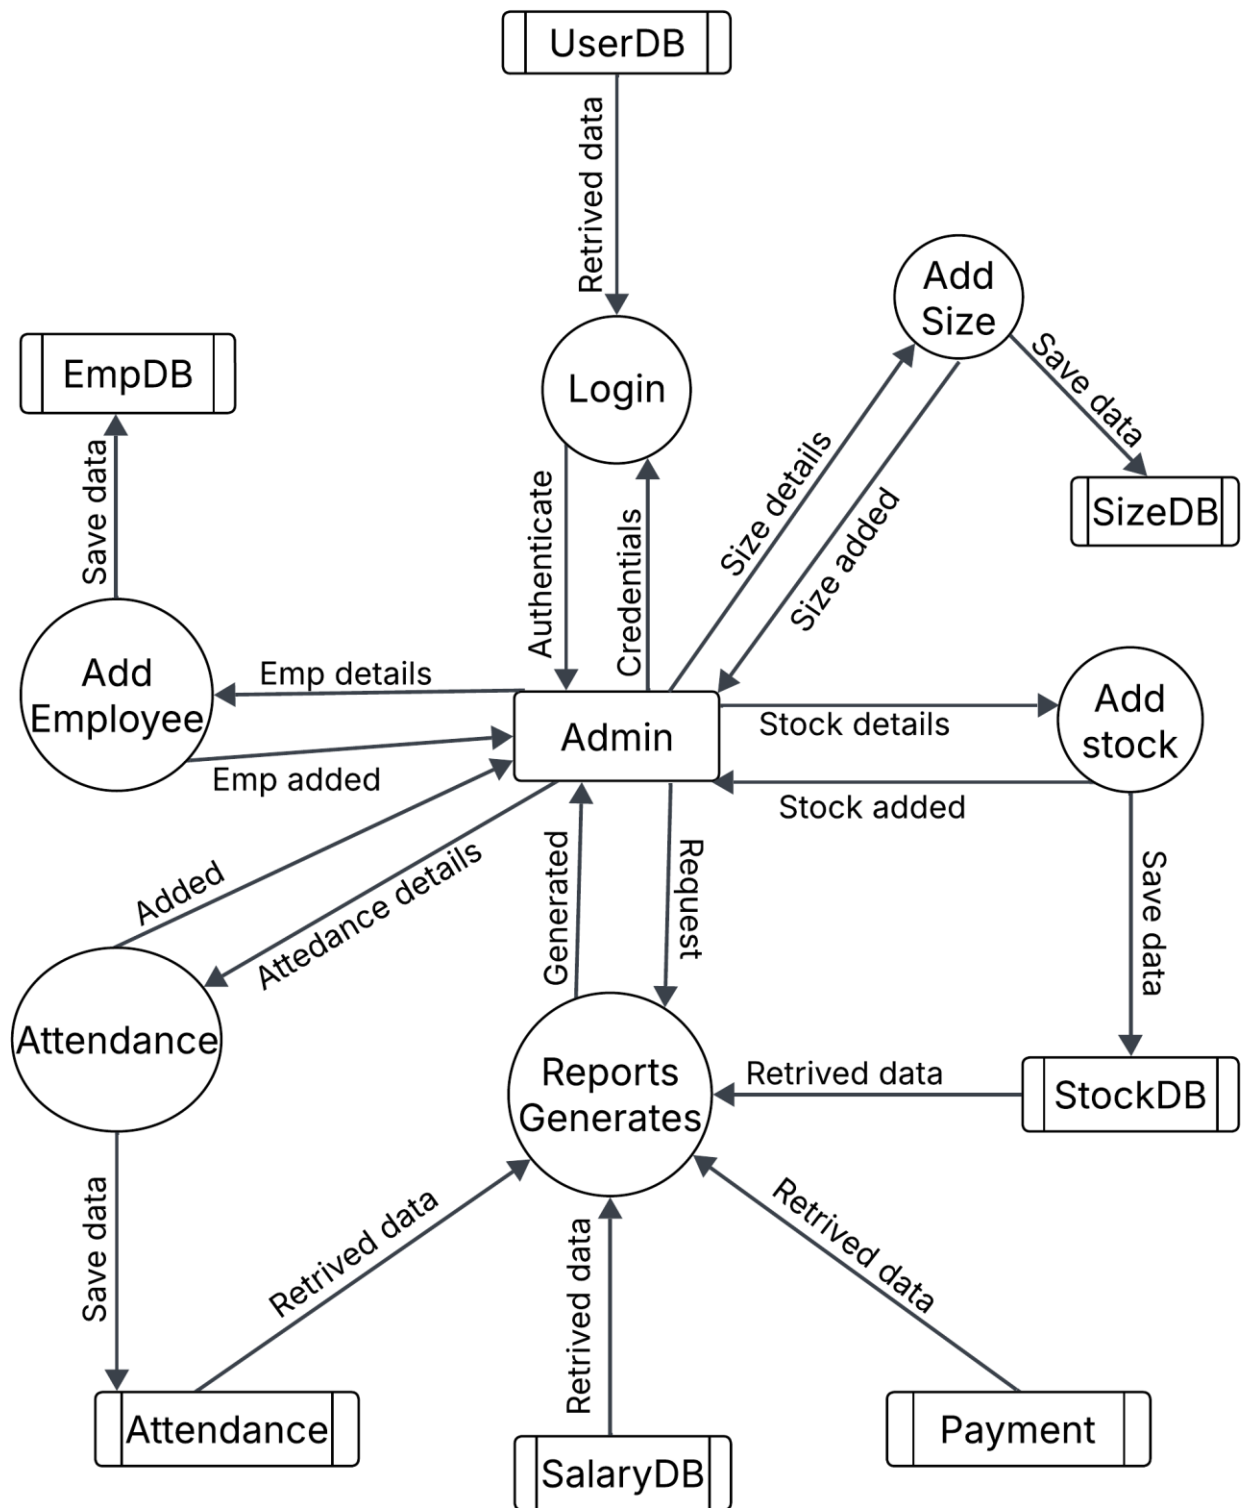 UserDB
Retrived data
Add
Size
Save data
EmpDB
Login
Save data
Authenticate
Credentials
Size details
Size added
SizeDB
Add
Employee
Emp details
Emp added
Admin
Stock details
Stock added
Add
stock
Added
Attedance details
Generated
Request
Save data
Attendance
Reports
Generates
Retrived data
StockDB
Save data
Retrived data
Retrived data
Retrived data
Attendance
SalaryDB
Payment